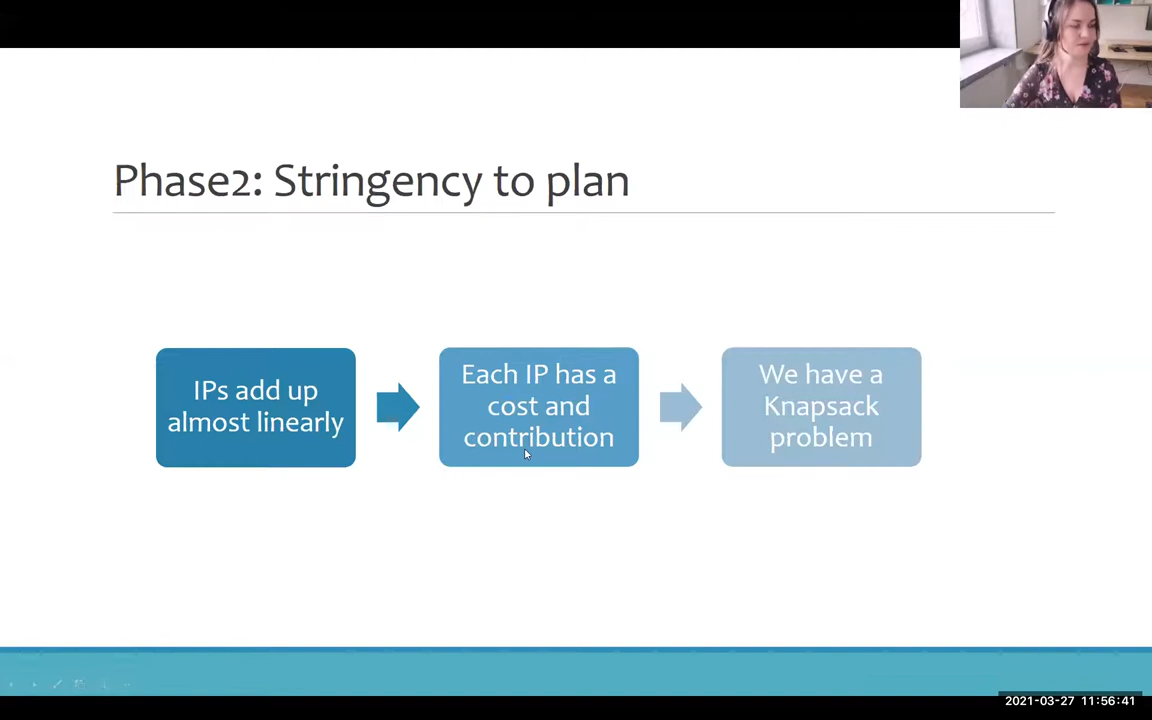 Phase2: Stringency to plan
IPs add up
almost linearly
Each IP has a
cost and
contribution
We have a
Knapsack
problem
2021-03-27 11:56:41